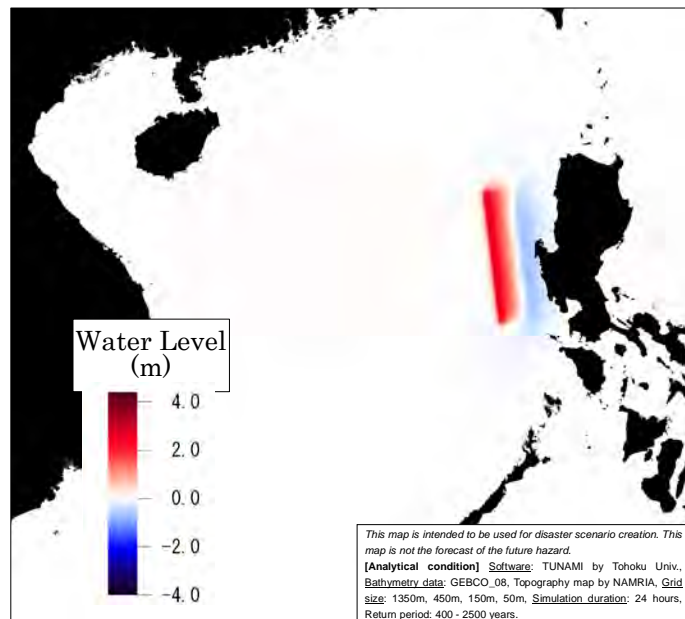 Water Level
(m)
4.0
2.0
0.0
-2.0
-4.0
This map is intended to be used for disaster scenario creation. This
map is not the forecast of the future hazard.
[Analytical condition] Software: TUNAMI by Tohoku Univ.,
Bathymetry data: GEBCO_08, Topography map by NAMRIA, Grid
size: 1350m, 450m, 150m, 50m, Simulation duration: 24 hours,
Return period: 400 - 2500 years.